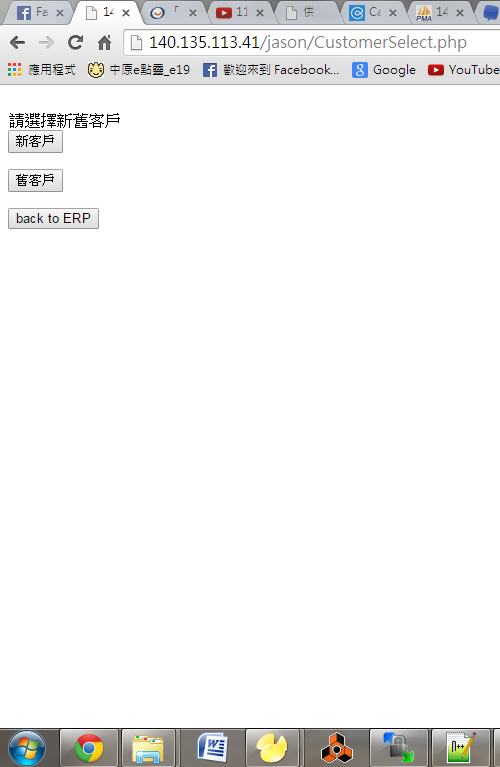 Fa
14
「
11
供
Ca
14
140.135.113.41/jason/CustomerSelect.php
應用程式
中原e點靈_e19
歡迎來到 Facebook...
Google
YouTube
請選擇新舊客戶
新客戶
舊客戶
back to ERP